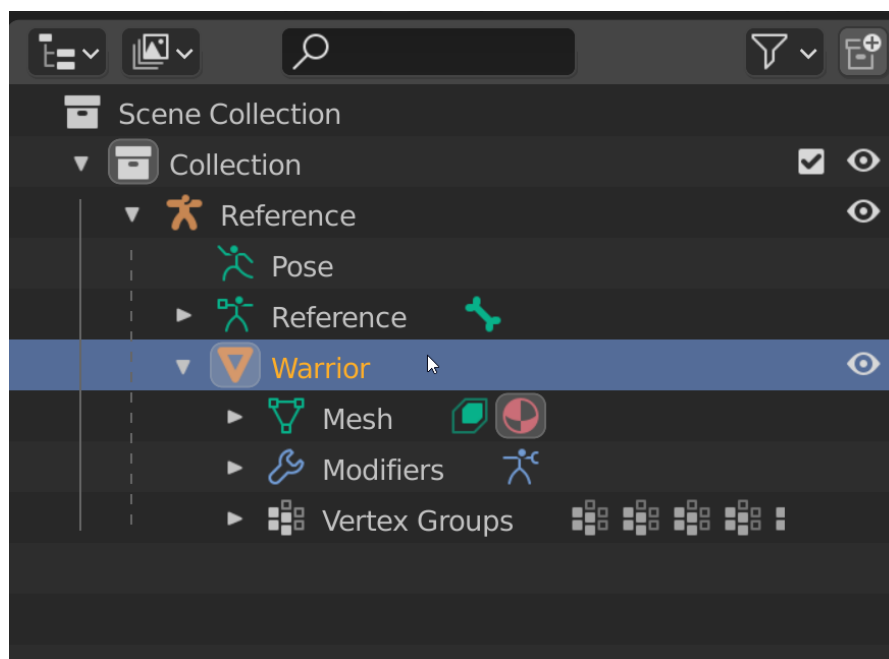 Scene Collection
Collection
Reference
Pose
Reference
Warrior
Mesh
Modifiers
Vertex Groups